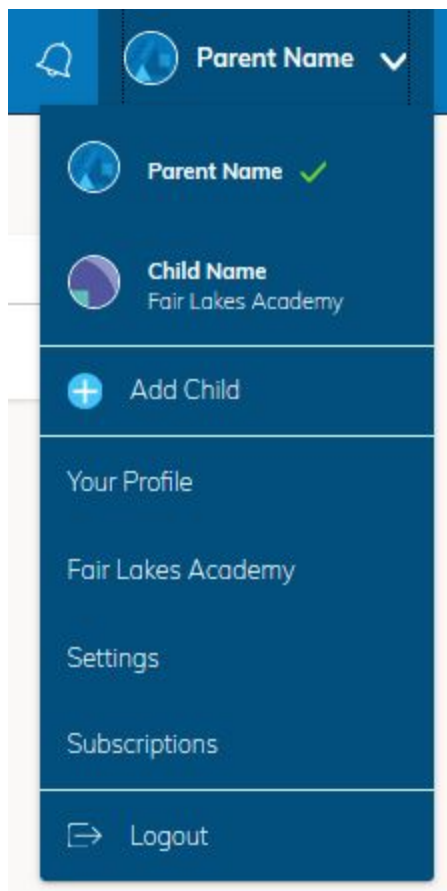 Parent Name
Parent Name
Child Name
Fair Lakes Academy
Add Child
Your Profile
Fair Lakes Academy
Settings
Subscriptions
Logout